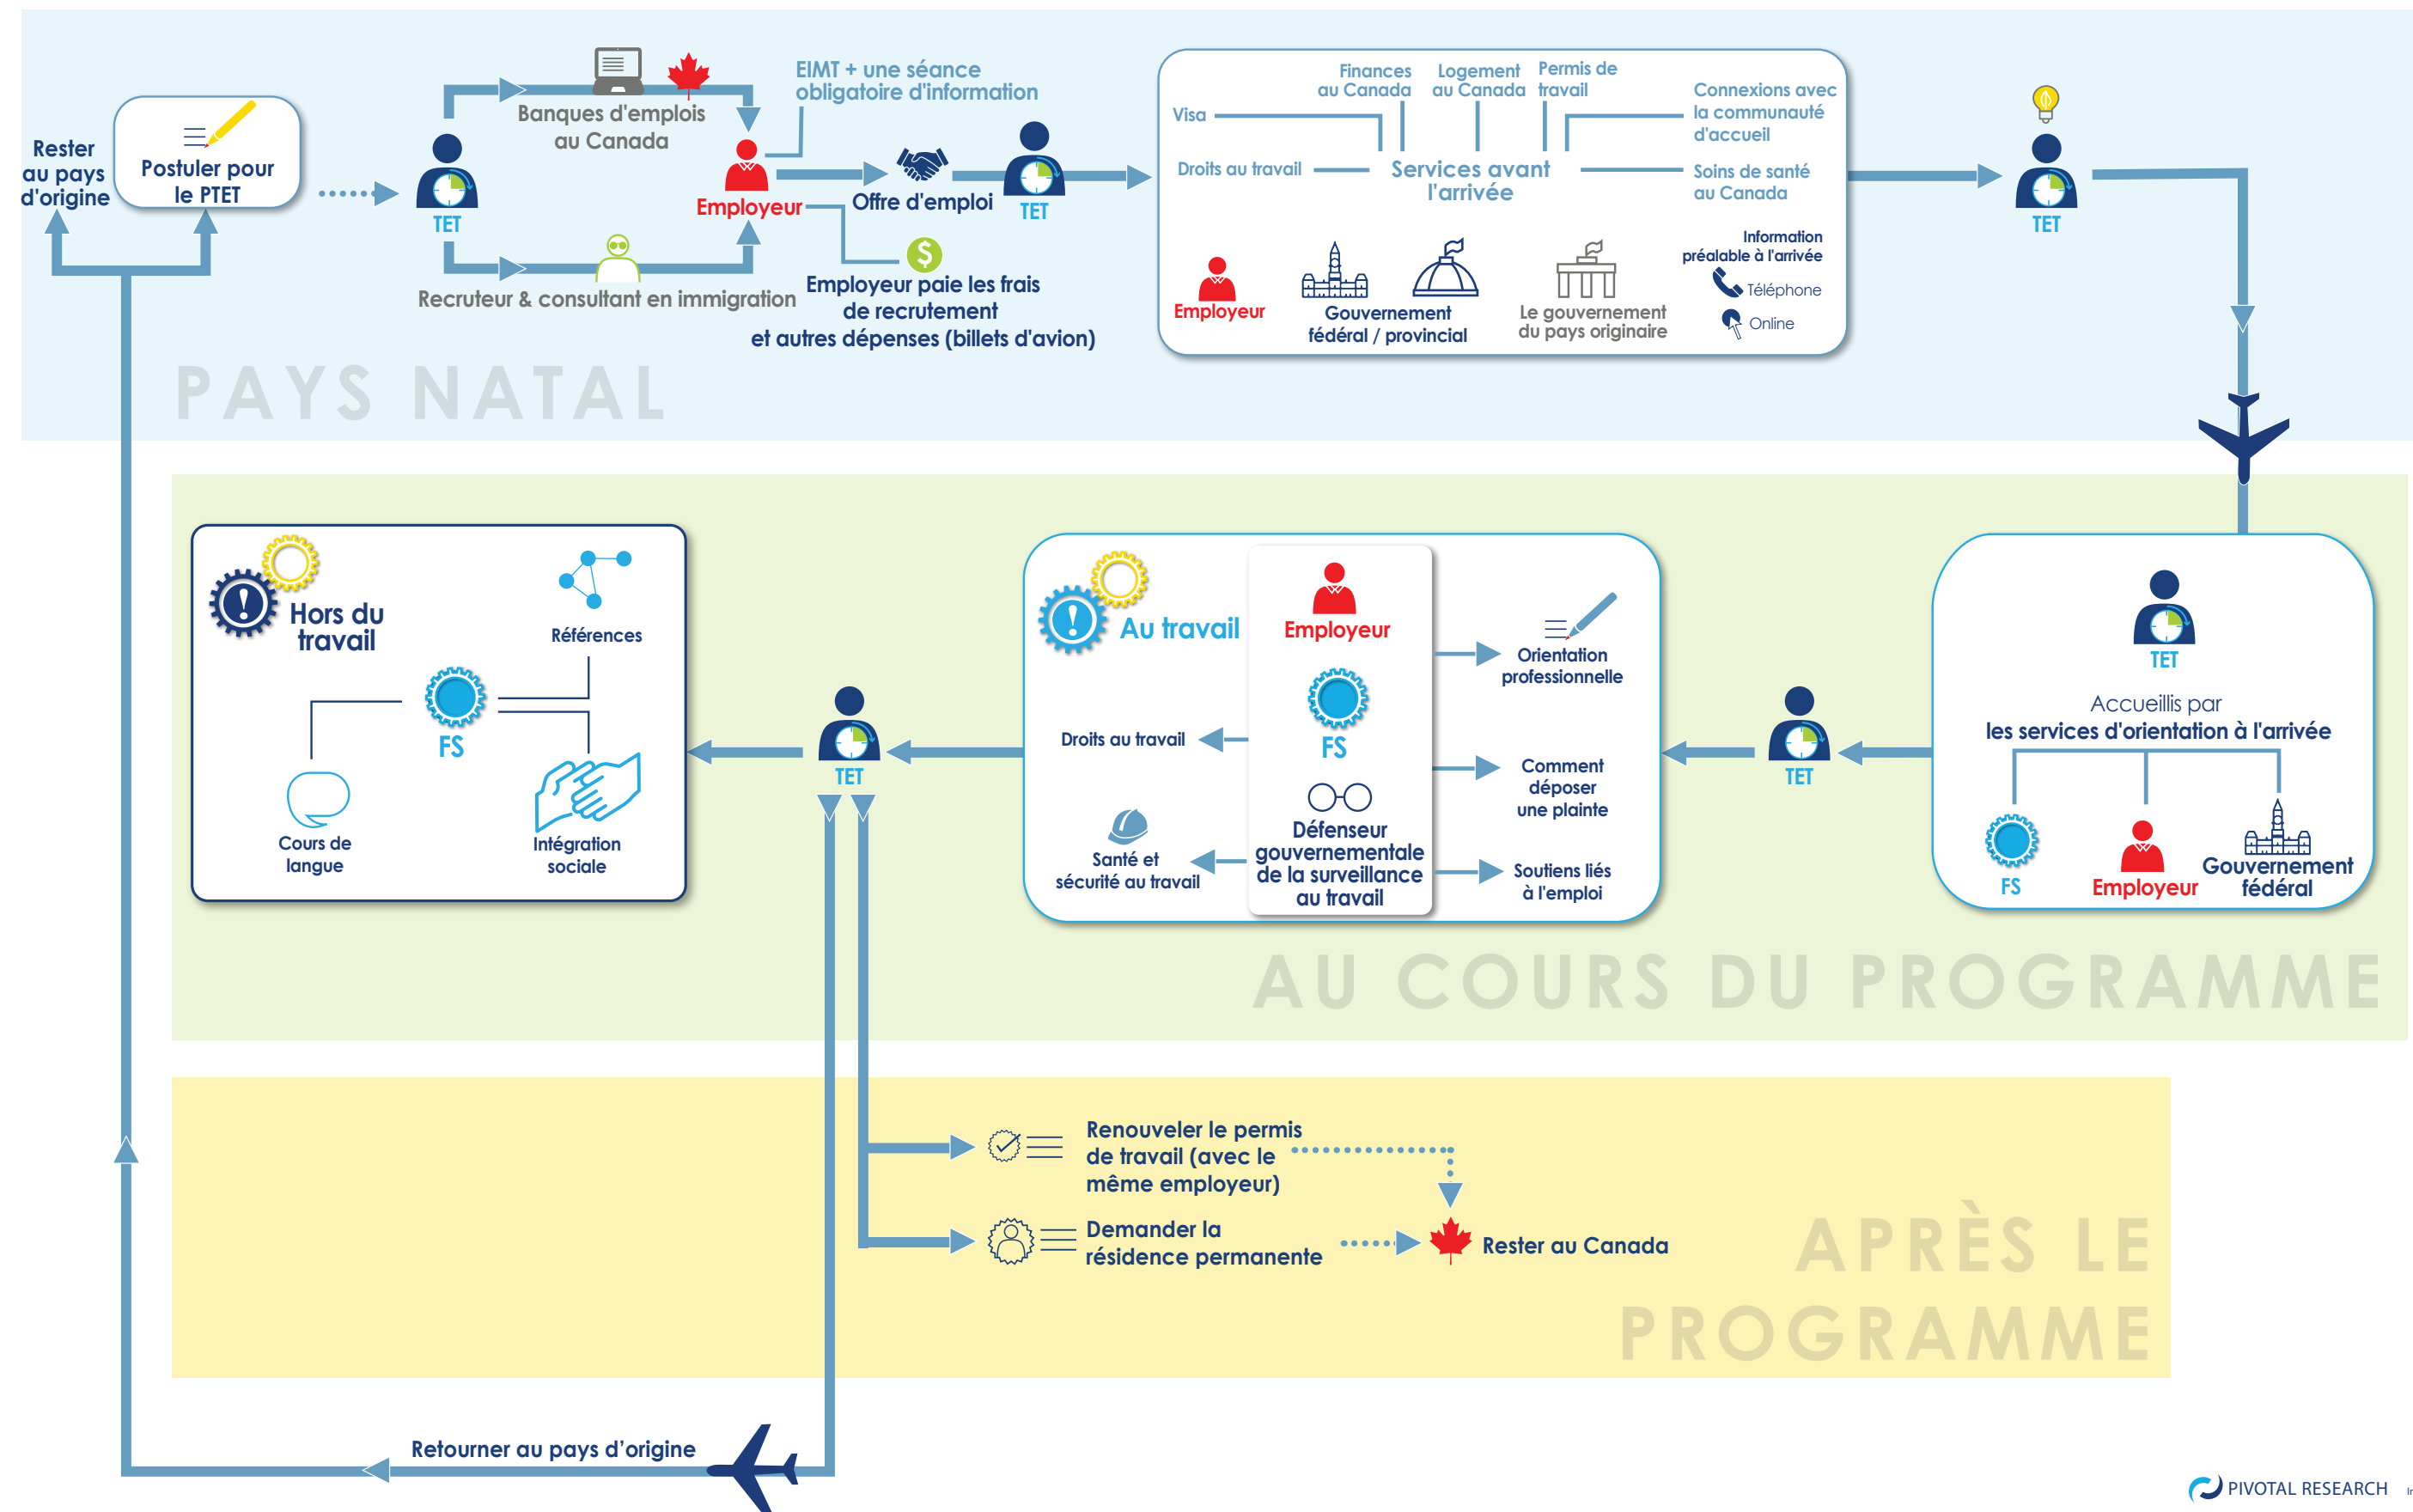 Rester
au pays
d'origine
Postuler pour
le PTET
TET
Banques d'emplois
au Canada
Recruteur & consultant en immigration
EIMT + une séance
obligatoire d'information
Employeur
Offre d'emploi
TET
Employeur paie les frais
de recrutement
et autres dépenses (billets d'avion)
Visa
Finances
au Canada
Logement
au Canada
Permis de
travail
Connexions avec
la communauté
d'accueil
Droits au travail
Services avant
l'arrivée
Soins de santé
au Canada
Employeur
Gouvernement
fédéral / provincial
Le gouvernement
du pays originaire
Information
préalable à l'arrivée
Téléphone
Online
TET
PAYS NATAL
Hors du
travail
Références
FS
Cours de
langue
Intégration
sociale
TET
Au travail
Employeur
FS
Défenseur
gouvernementale
de la surveillance
au travail
Droits au travail
Santé et
sécurité au travail
Orientation
professionnelle
Comment
déposer
une plainte
Soutiens liés
à l'emploi
TET
TET
Accueillis par
les services d'orientation à l'arrivée
FS
Employeur
Gouvernement
fédéral
AU COURS DU PROGRAMME
Renouveler le permis
de travail (avec le
même employeur)
Demander la
résidence permanente
Rester au Canada
APRÈS LE
PROGRAMME
Retourner au pays d'origine
PIVOTAL RESEARCH